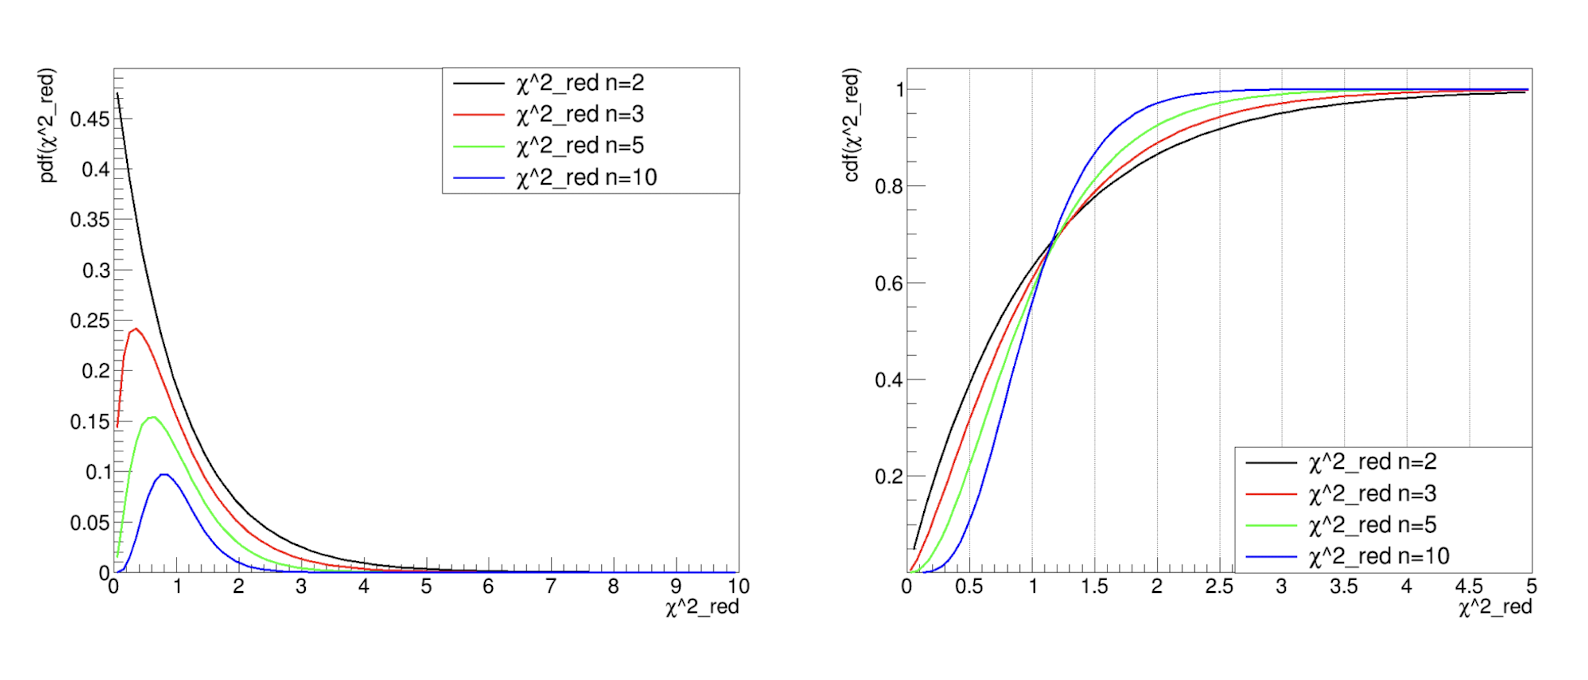 pdf(χ^2_red)
0.45
0.4
0.35
0.3
0.25
0.2
0.15
0.1
0.05
0
0 1 2 3 4 5 6 7 8 9 10
χ^2_red
χ^2_red n=2
χ^2_red n=3
χ^2_red n=5
χ^2_red n=10
cdf(χ^2_red)
1
0.8
0.6
0.4
0.2
0 0.5 1 1.5 2 2.5 3 3.5 4 4.5 5
χ^2_red
χ^2_red n=2
χ^2_red n=3
χ^2_red n=5
χ^2_red n=10